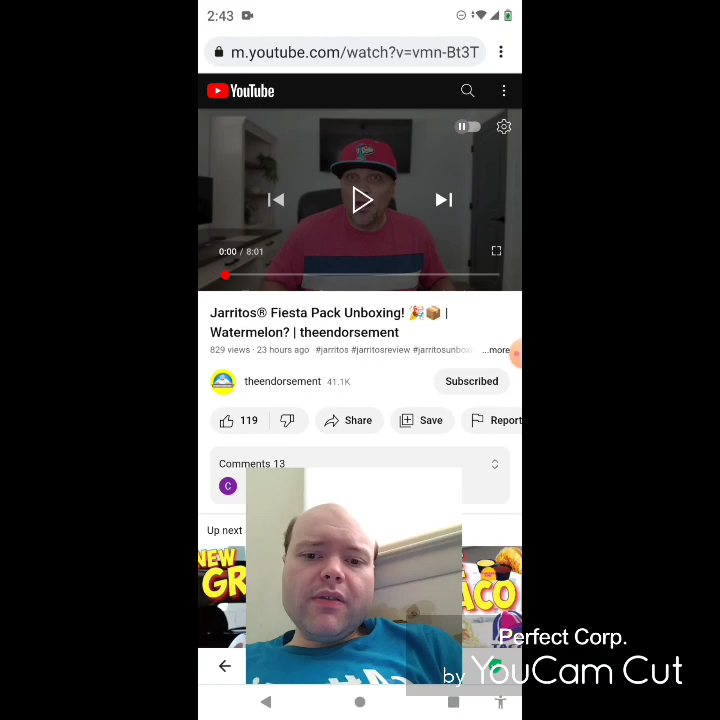 2:43
m.youtube.com/watch?v=vmn-Bt3T
YouTube
0:00 / 8:01
Jarritos® Fiesta Pack Unboxing! 🎉📦 |
Watermelon? | theendorsement
829 views · 23 hours ago #jarritos #jarritosreview #jarritosunboxi ...more
theendorsement 41.1K Subscribed
119 Share Save Report
Comments 13
C
Up next
NEW
GR
ACO
Perfect Corp.
by YouCam Cut